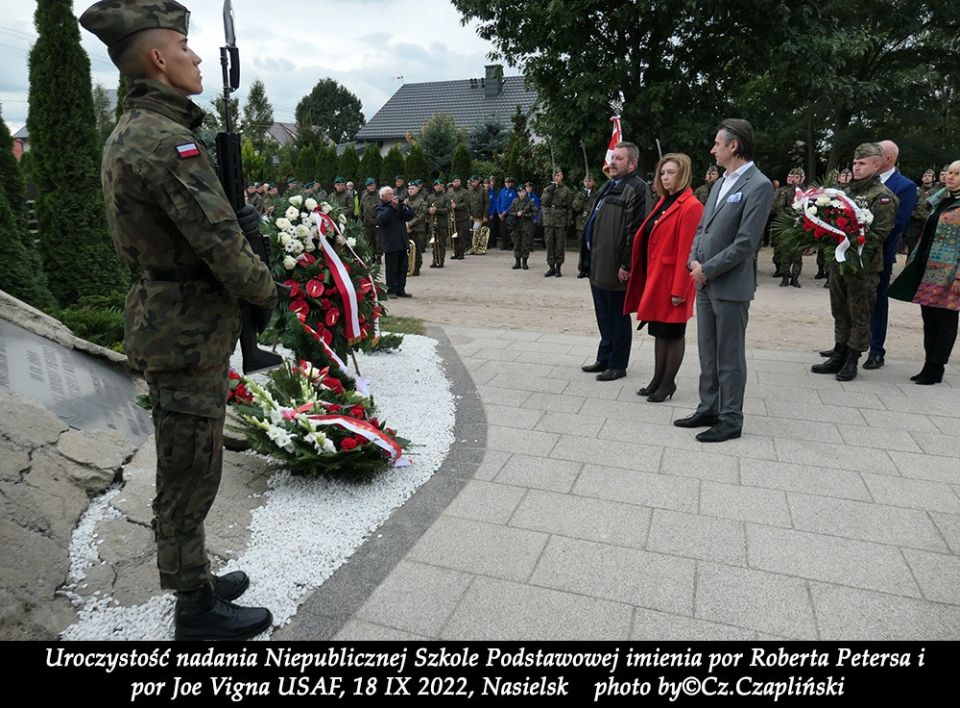 Uroczystość nadania Niepublicznej Szkole Podstawowej imienia por Roberta Petersa i
por Joe Vigna USAF, 18 IX 2022, Nasielsk photo by©Cz.Czapliński